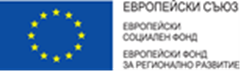 ЕВРОПЕЙСКИ СЪЮЗ
ЕВРОПЕЙСКИ
СОЦИАЛЕН ФОНД
ЕВРОПЕЙСКИ ФОНД
ЗА РЕГИОНАЛНО РАЗВИТИЕ